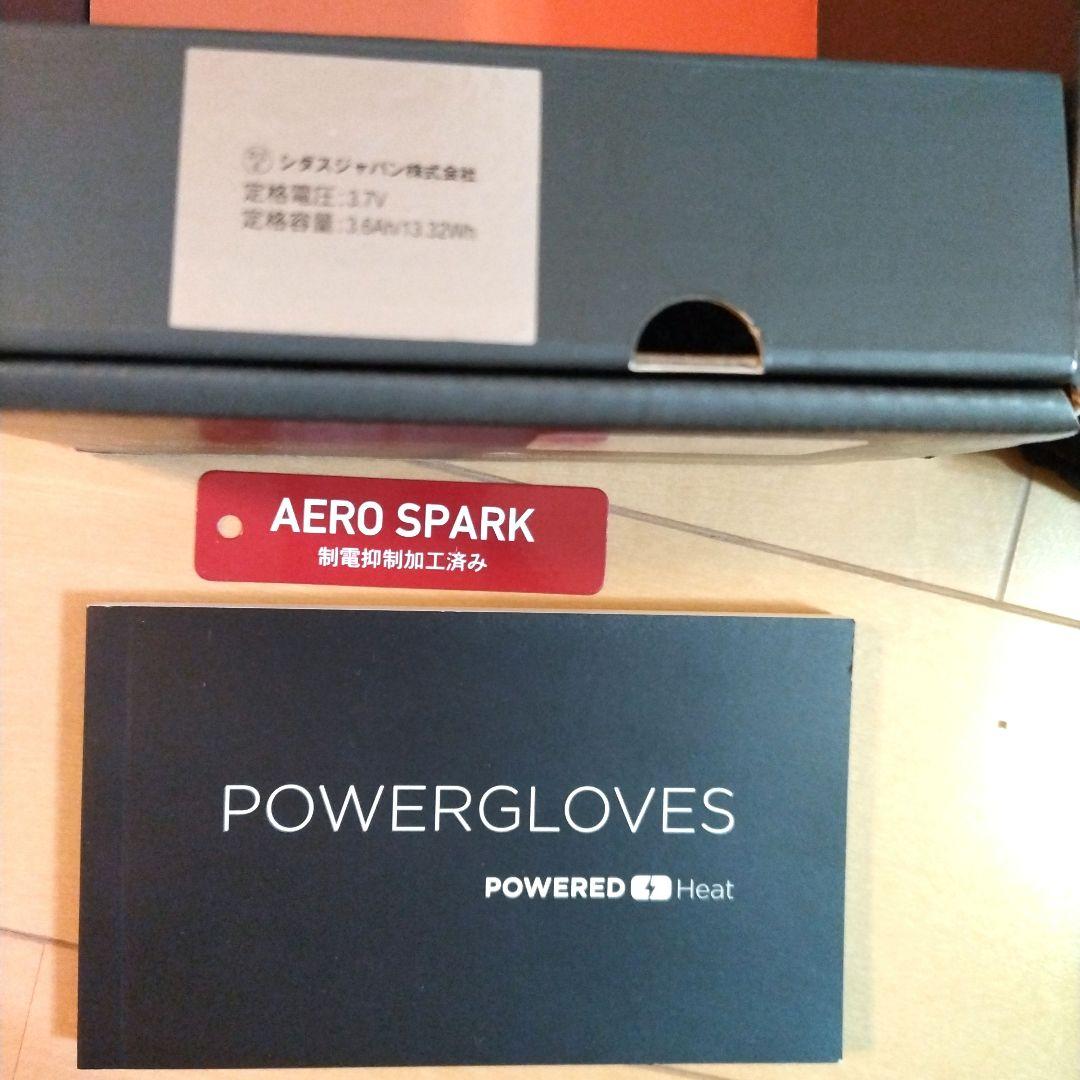 シダスジャパン株式会社
定格電圧:3.7V
定格容量:3.6Ah/13.32Wh
AERO SPARK
制電抑制加工済み
POWERGLOVES
POWERED Heat